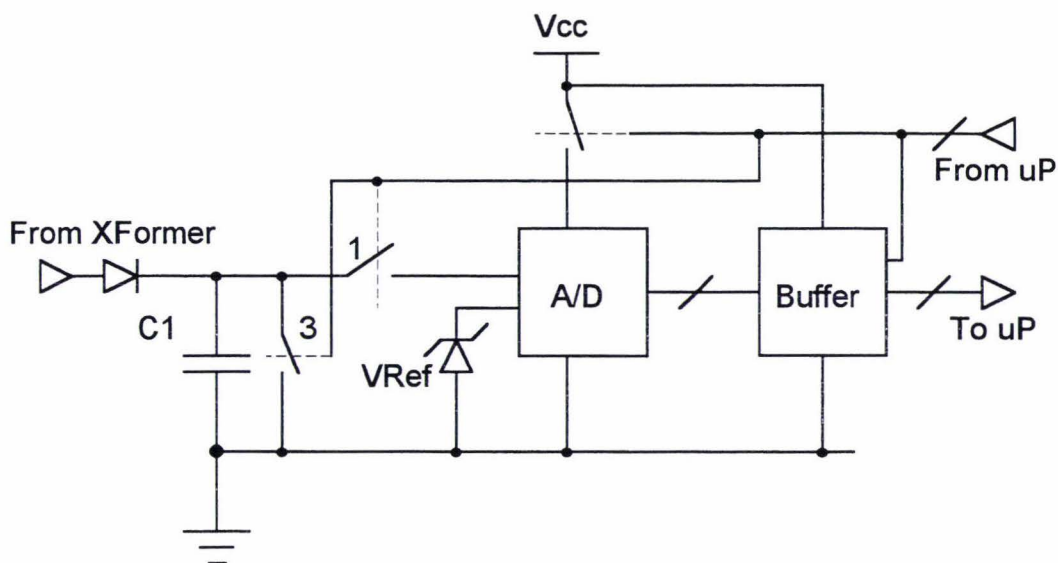 Vcc
From uP
From XFormer
1
A/D
Buffer
C1
3
VRef
To uP